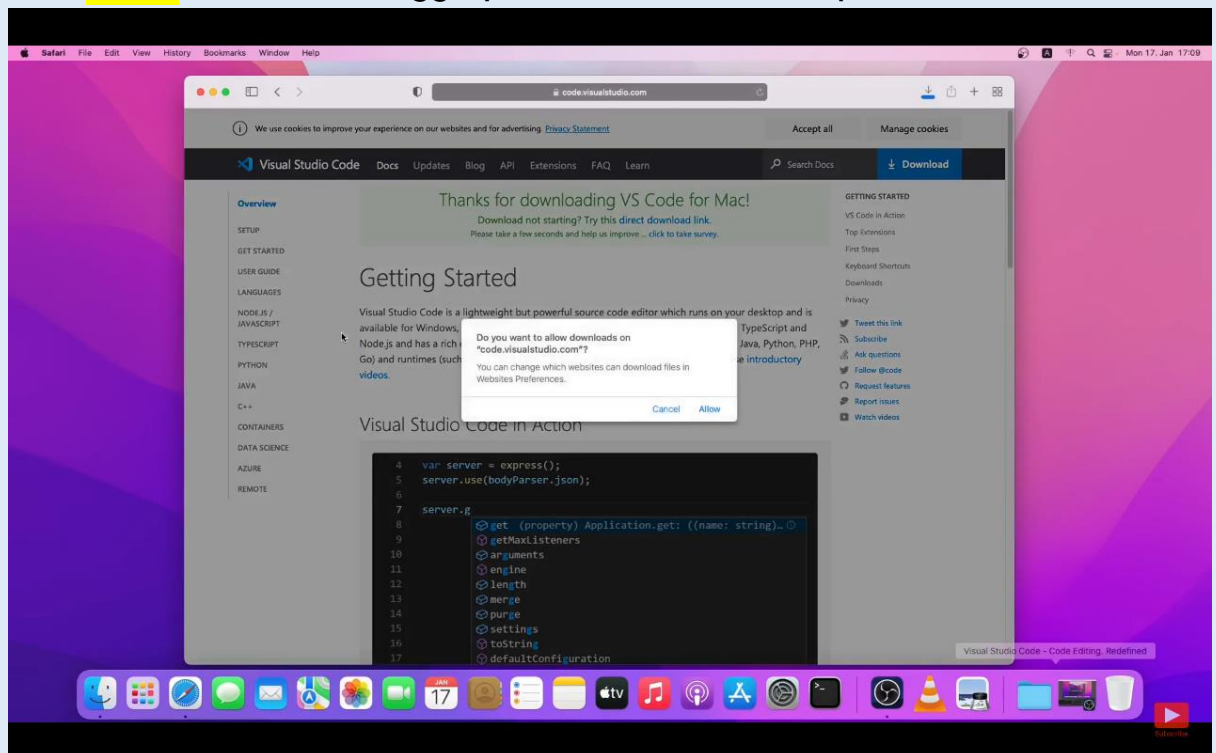 Safari File Edit View History Bookmarks Window Help
Mon 17. Jan 17:09
code.visualstudio.com
We use cookies to improve your experience on our websites and for advertising. Privacy Statement
Accept all
Manage cookies
Visual Studio Code Docs Updates Blog API Extensions FAQ Learn
Search Docs
Download
Overview
SETUP
GET STARTED
USER GUIDE
LANGUAGES
NODE.JS /
JAVASCRIPT
TYPESCRIPT
PYTHON
JAVA
C++
CONTAINERS
DATA SCIENCE
AZURE
REMOTE
Thanks for downloading VS Code for Mac!
Download not starting? Try this direct download link.
Please take a few seconds and help us improve ... click to take survey.
Getting Started
Visual Studio Code is a lightweight but powerful source code editor which runs on your desktop and is
available for Windows, TypeScript and
Node.js and has a rich Java, Python, PHP,
Go) and runtimes (such introductory
videos.
Do you want to allow downloads on
“code.visualstudio.com”?
You can change which websites can download files in
Websites Preferences.
Cancel Allow
Visual Studio Code in Action
4 var server = express();
5 server.use(bodyParser.json);
6
7 server.g
8 get (property) Application.get: ((name: string)…
9 getMaxListeners
10 arguments
11 engine
12 length
13 merge
14 purge
15 settings
16 toString
17 defaultConfiguration
GETTING STARTED
VS Code in Action
Top Extensions
First Steps
Keyboard Shortcuts
Downloads
Privacy
Tweet this link
Subscribe
Ask questions
Follow @code
Request features
Report issues
Watch videos
Visual Studio Code - Code Editing. Redefined
JAN
17
tv
Subscribe